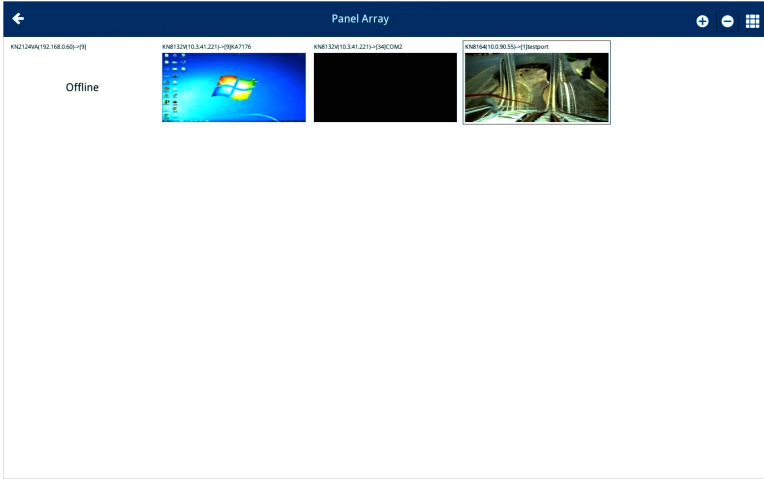 Panel Array
KN2124VA(192.168.0.60)->[9]
KN8132V(10.3.41.221)->[9]KA7176
KN8132V(10.3.41.221)->[34]COM2
KN8164(10.0.90.55)->[1]testport
Offline